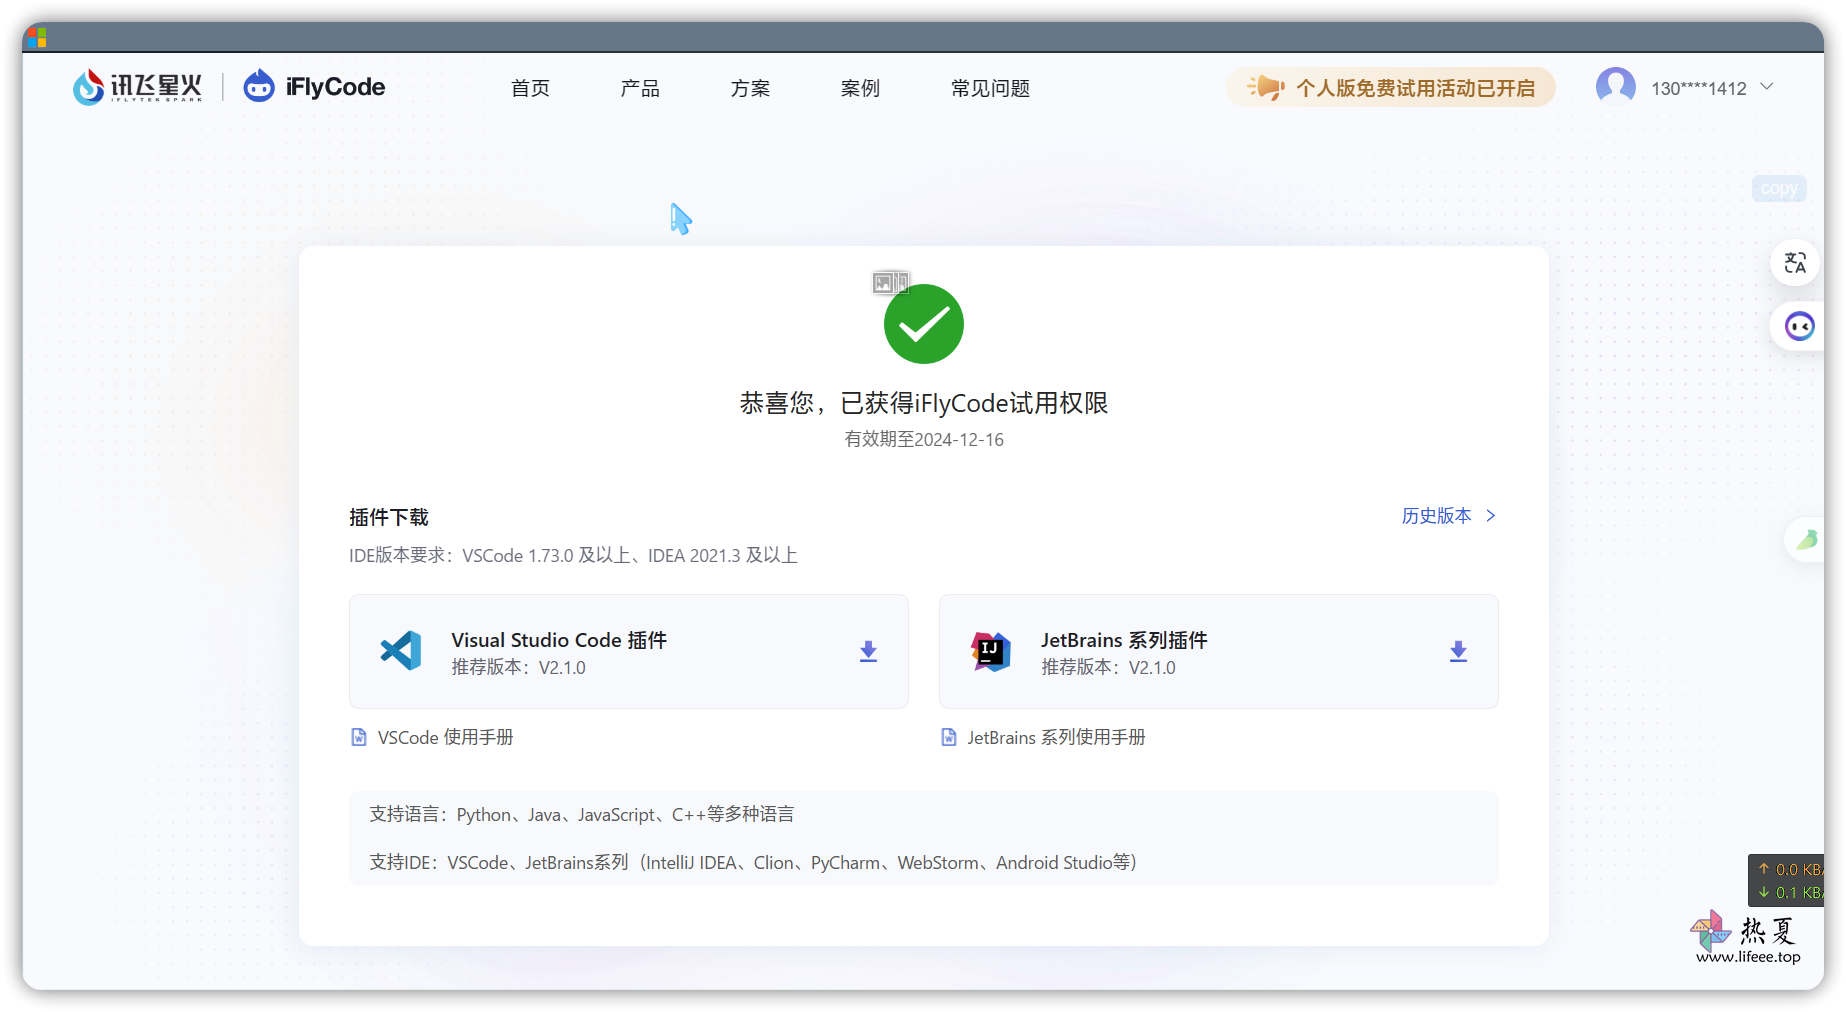 讯飞星火
IFLYTEK SPARK
iFlyCode
首页
产品
方案
案例
常见问题
个人版免费试用活动已开启
130****1412
copy
恭喜您，已获得iFlyCode试用权限
有效期至2024-12-16
插件下载
历史版本
IDE版本要求：VSCode 1.73.0 及以上、IDEA 2021.3 及以上
Visual Studio Code 插件
推荐版本：V2.1.0
IJ
JetBrains 系列插件
推荐版本：V2.1.0
VSCode 使用手册
JetBrains 系列使用手册
支持语言：Python、Java、JavaScript、C++等多种语言
支持IDE：VSCode、JetBrains系列（IntelliJ IDEA、Clion、PyCharm、WebStorm、Android Studio等）
↑ 0.0 KB/
↓ 0.1 KB/
热夏
www.lifeee.top